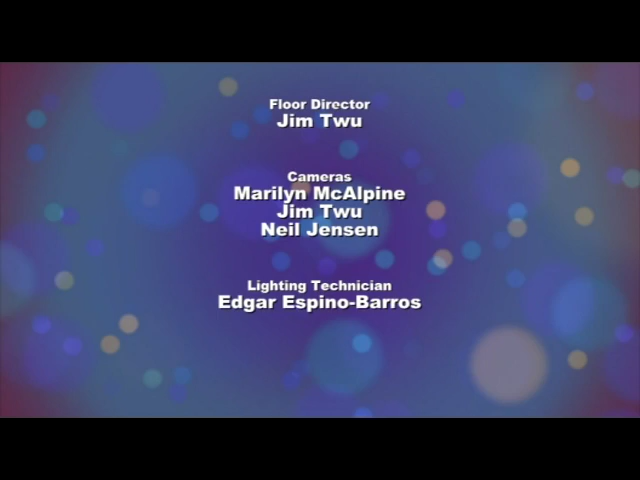 Floor Director
Jim Twu
Cameras
Marilyn McAlpine
Jim Twu
Neil Jensen
Lighting Technician
Edgar Espino-Barros